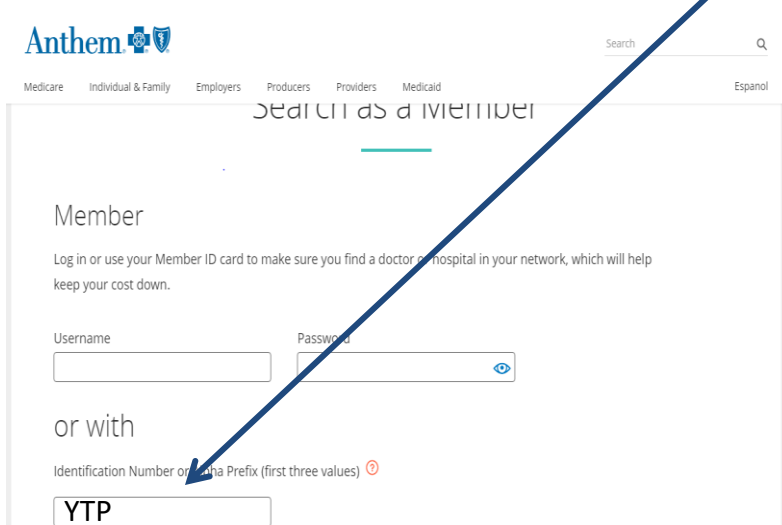 Anthem
Search
Medicare Individual & Family Employers Producers Providers Medicaid Espanol
Search as a Member
Member
Log in or use your Member ID card to make sure you find a doctor or hospital in your network, which will help
keep your cost down.
Username Password
or with
Identification Number or Alpha Prefix (first three values) ?
YTP